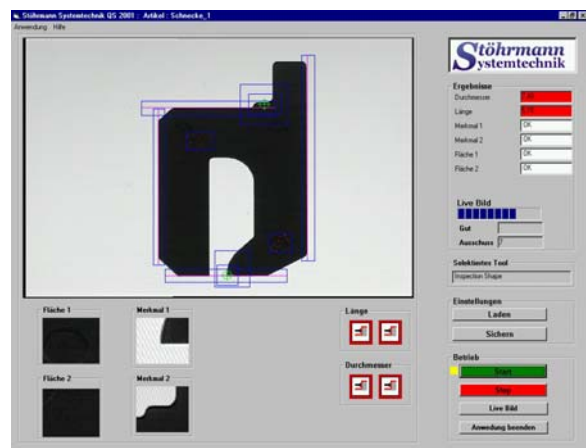 Stöhrmann Systemtechnik QS 2001 : Artikel : Schnecke_1
Anwendung Hilfe
Stöhrmann
Systemtechnik
Ergebnisse
Durchmesser
Länge
Merkmal 1 OK
Merkmal 2 OK
Fläche 1 OK
Fläche 2 OK
Live Bild
Gut
Ausschuss 7
Selektiertes Tool
Inspection Shape
Einstellungen
Laden
Sichern
Betrieb
Start
Stop
Live Bild
Anwedung beenden
Fläche 1
Merkmal 1
Länge
Fläche 2
Merkmal 2
Durchmesser